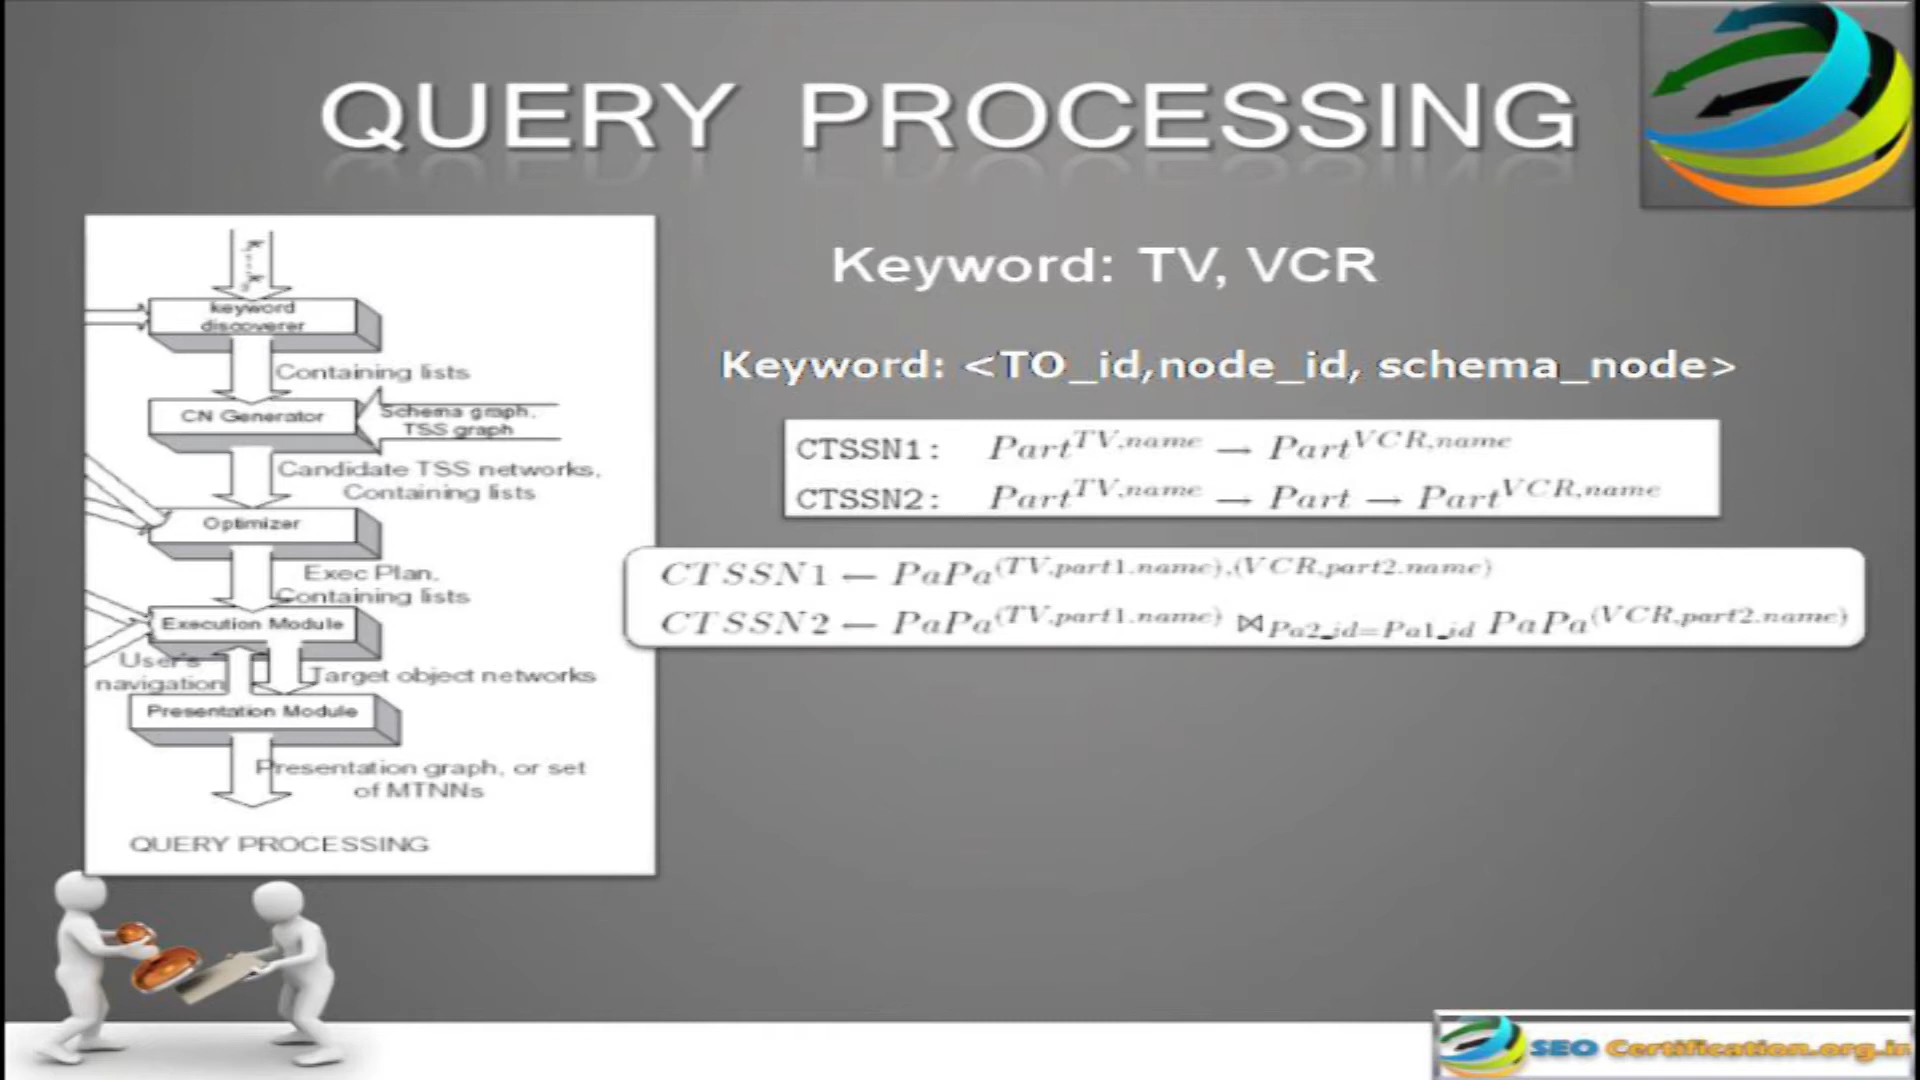 QUERY PROCESSING
keyword
discoverer
Containing lists
CN Generator
Schema graph,
TSS graph
Candidate TSS networks,
Containing lists
Optimizer
Exec Plan,
Containing lists
Execution Module
User's
navigation
Target object networks
Presentation Module
Presentation graph, or set
of MTNNs
QUERY PROCESSING
Keyword: TV, VCR
Keyword: <TO_id,node_id, schema_node>
CTSSN1: Part^TV,name → Part^VCR,name
CTSSN2: Part^TV,name → Part → Part^VCR,name
CTSSN1 ← PaPa^(TV,part1.name),(VCR,part2.name)
CTSSN2 ← PaPa^(TV,part1.name) ⋈_Pa2_id=Pa1_id PaPa^(VCR,part2.name)
SEO Certification.org.in